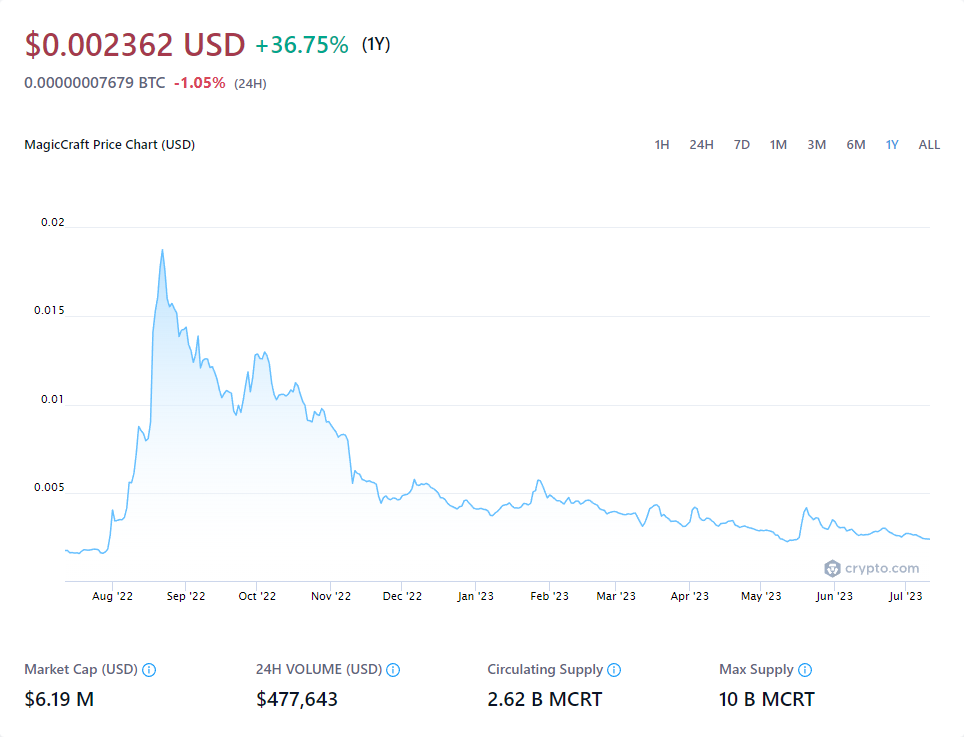 $0.002362 USD +36.75% (1Y)
0.00000007679 BTC -1.05% (24H)
MagicCraft Price Chart (USD) 1H 24H 7D 1M 3M 6M 1Y ALL
0.02
0.015
0.01
0.005
crypto.com
Aug '22 Sep '22 Oct '22 Nov '22 Dec '22 Jan '23 Feb '23 Mar '23 Apr '23 May '23 Jun '23 Jul '23
Market Cap (USD) 24H VOLUME (USD) Circulating Supply Max Supply
$6.19 M $477,643 2.62 B MCRT 10 B MCRT